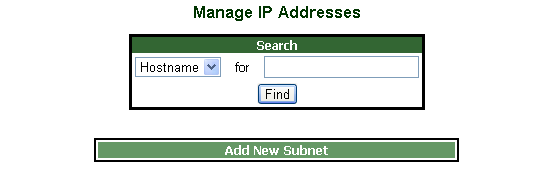 Manage IP Addresses
Search
Hostname for
Find
Add New Subnet